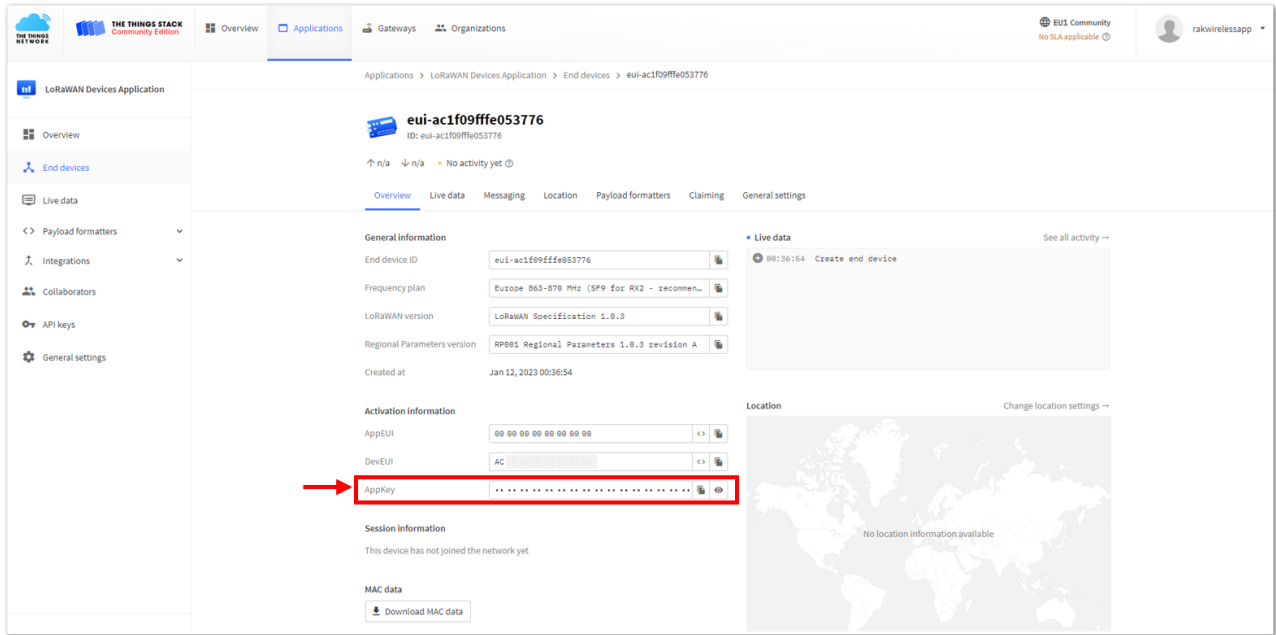 THE THINGS NETWORK
THE THINGS STACK
Community Edition
Overview
Applications
Gateways
Organizations
EU1 Community
No SLA applicable
rakwirelessapp
LoRaWAN Devices Application
Overview
End devices
Live data
Payload formatters
Integrations
Collaborators
API keys
General settings
Applications > LoRaWAN Devices Application > End devices > eui-ac1f09fffe053776
eui-ac1f09fffe053776
ID: eui-ac1f09fffe053776
n/a n/a No activity yet
Overview Live data Messaging Location Payload formatters Claiming General settings
General information
End device ID eui-ac1f09fffe053776
Frequency plan Europe 863-870 MHz (SF9 for RX2 - recommen…
LoRaWAN version LoRaWAN Specification 1.0.3
Regional Parameters version RP001 Regional Parameters 1.0.3 revision A
Created at Jan 12, 2023 00:36:54
Activation information
AppEUI 00 00 00 00 00 00 00 00
DevEUI AC
AppKey
Session information
This device has not joined the network yet
MAC data
Download MAC data
Live data See all activity →
00:36:54 Create end device
Location Change location settings →
No location information available